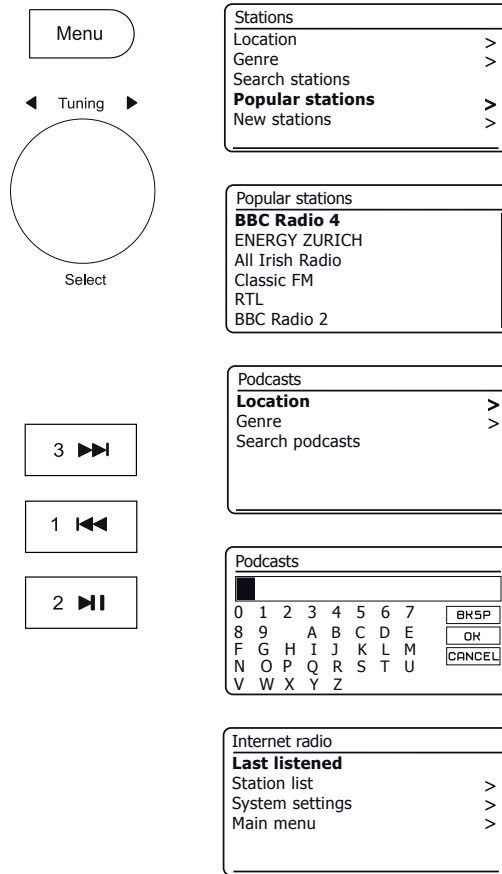 Menu
Tuning
Select
3
1
2
Stations
Location >
Genre >
Search stations
Popular stations >
New stations >
Popular stations
BBC Radio 4
ENERGY ZURICH
All Irish Radio
Classic FM
RTL
BBC Radio 2
Podcasts
Location >
Genre >
Search podcasts
Podcasts
0 1 2 3 4 5 6 7 BKSP
8 9 A B C D E OK
F G H I J K L M CANCEL
N O P Q R S T U
V W X Y Z
Internet radio
Last listened
Station list >
System settings >
Main menu >